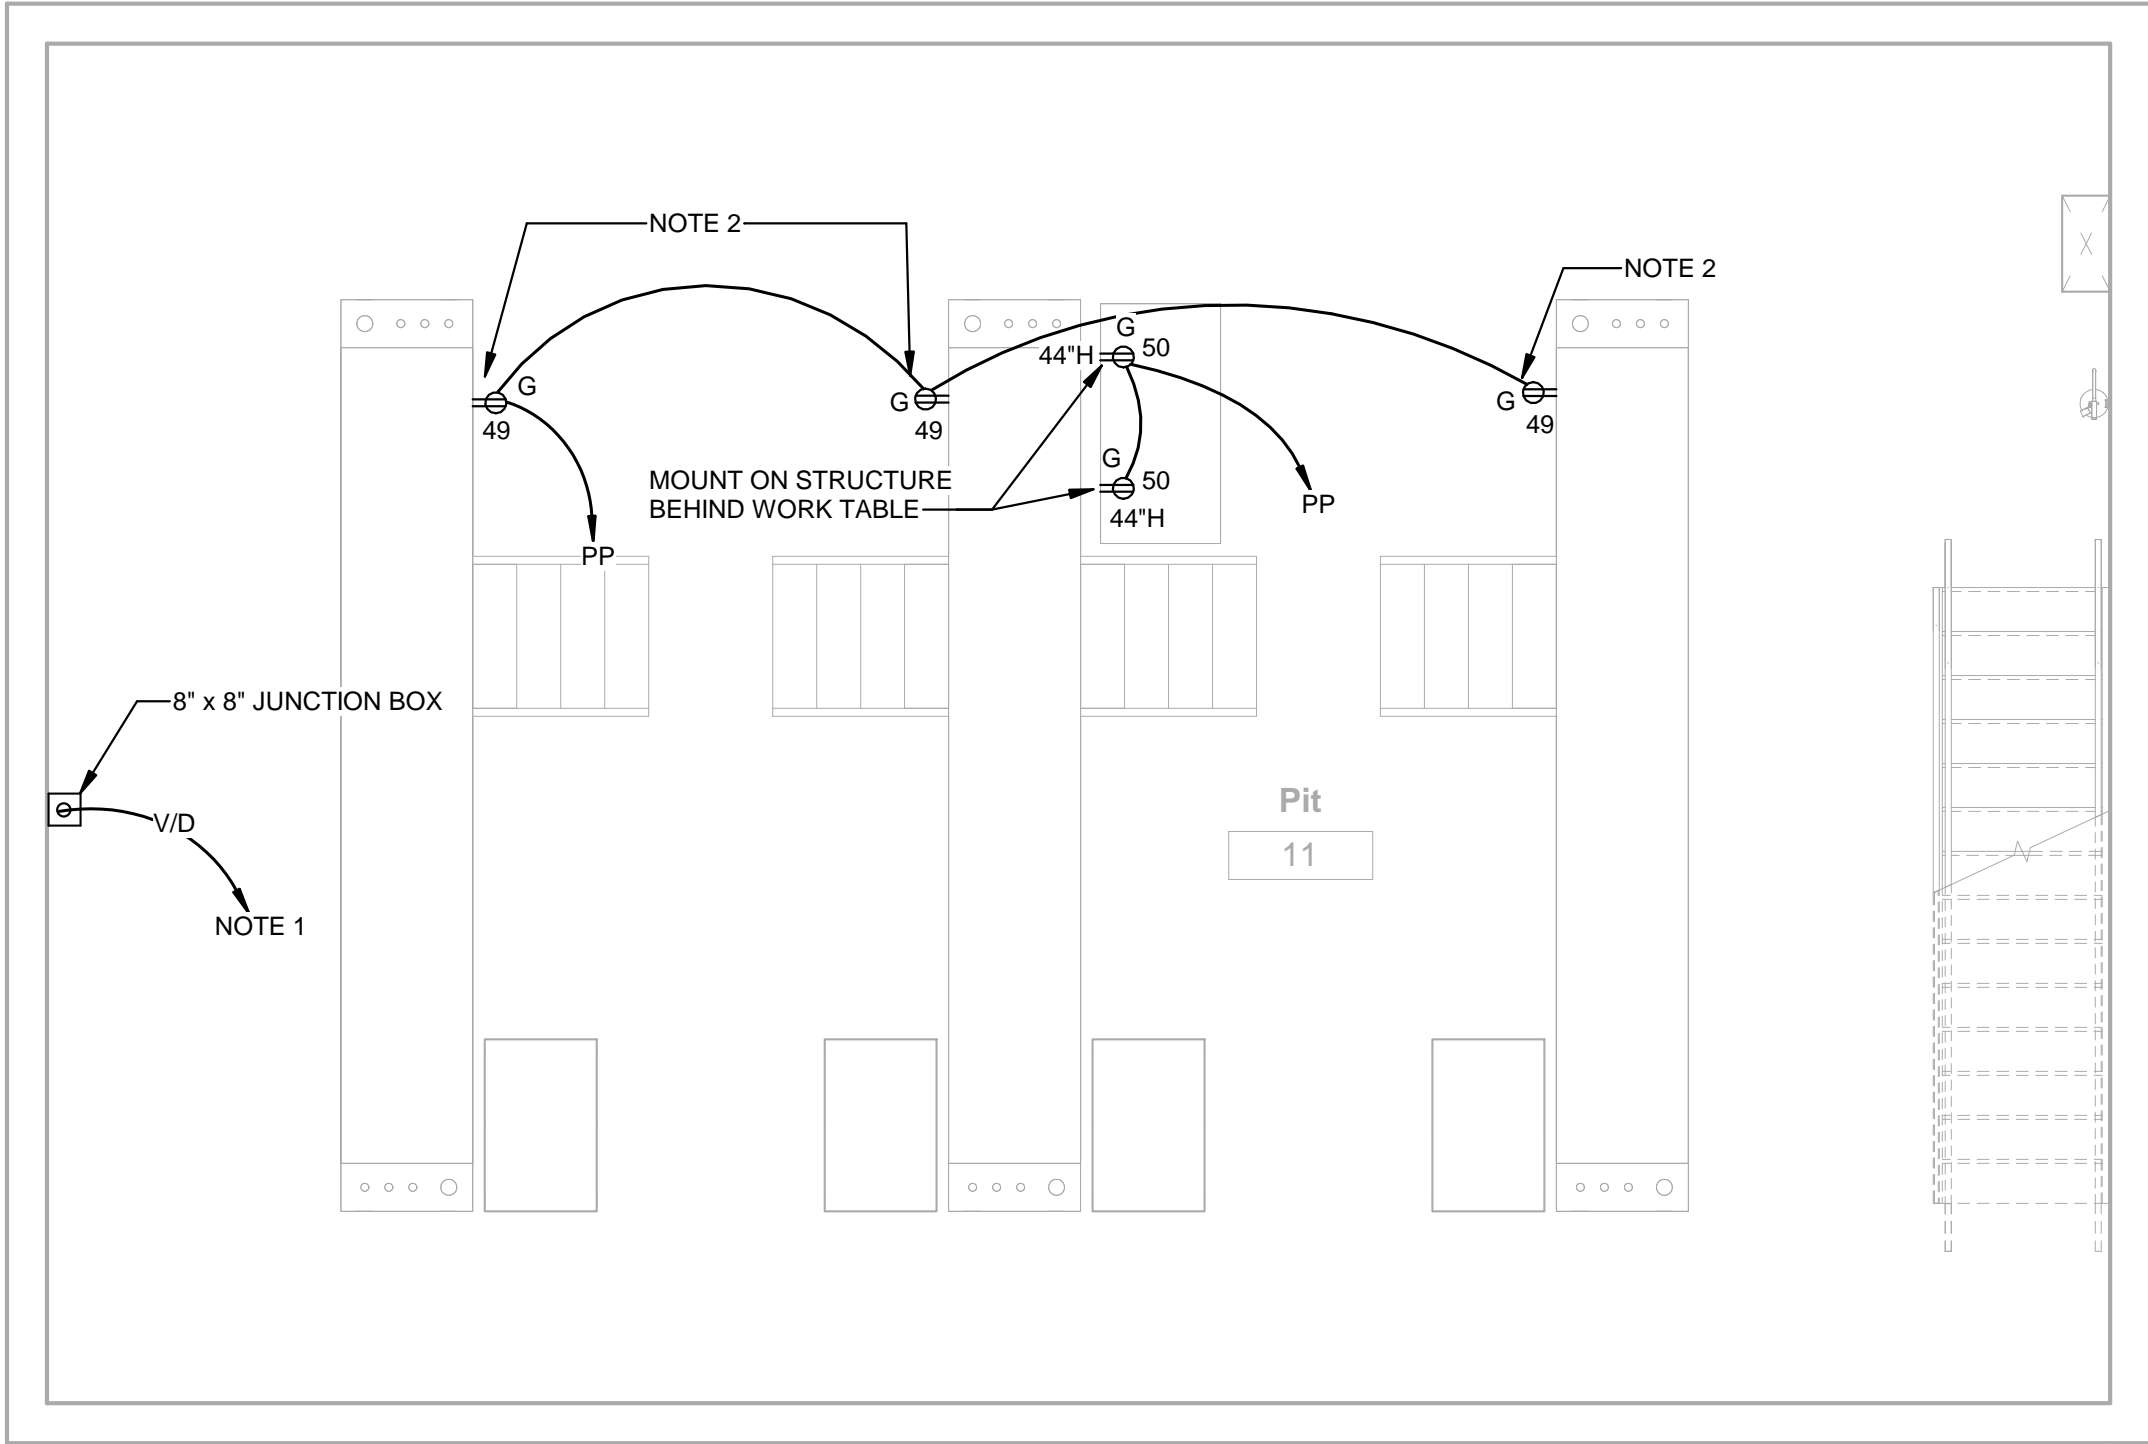 NOTE 2
NOTE 2
G
44"H
50
G
G
G
49
49
49
G
MOUNT ON STRUCTURE
BEHIND WORK TABLE
50
44"H
PP
PP
8" x 8" JUNCTION BOX
Pit
11
V/D
NOTE 1